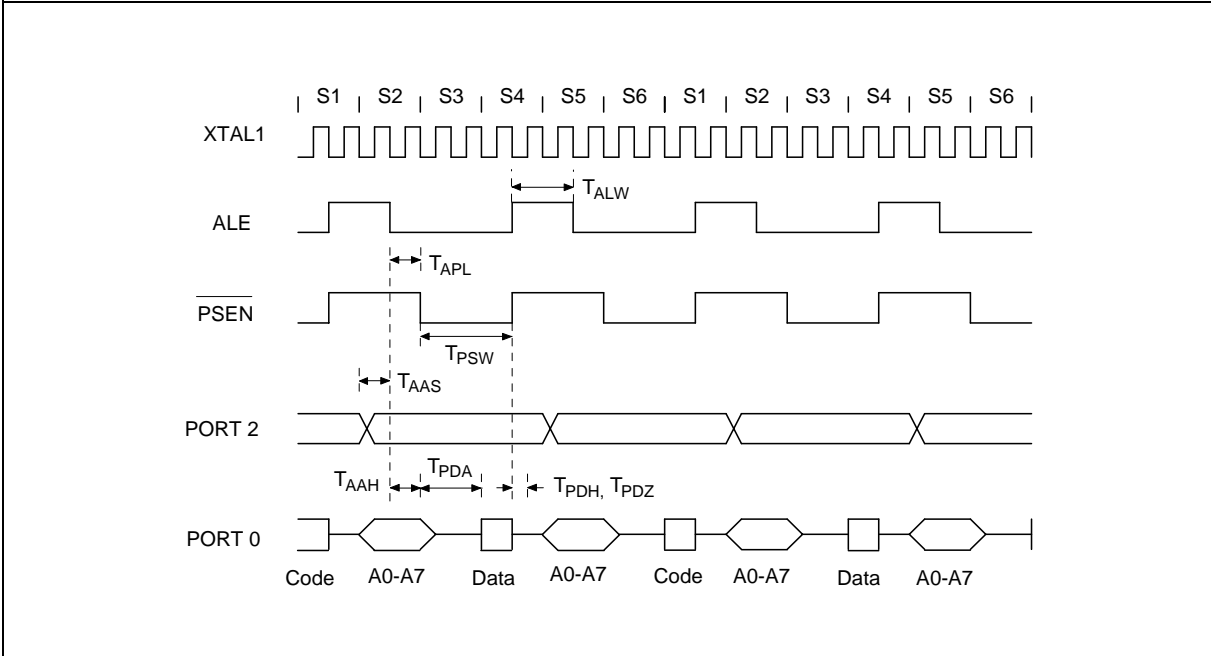 S1 S2 S3 S4 S5 S6 S1 S2 S3 S4 S5 S6
XTAL1
TALW
ALE
TAPL
PSEN
TPSW
TAAS
PORT 2
TAAH TPDA TPDH, TPDZ
PORT 0
Code A0-A7 Data A0-A7 Code A0-A7 Data A0-A7